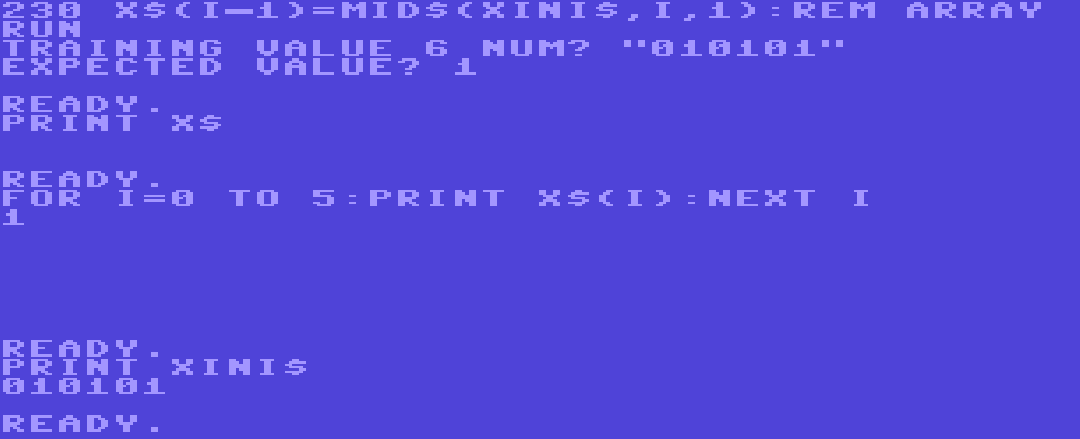 230 X$(I-1)=MID$(XINI$,I,1):REM ARRAY
RUN
TRAINING VALUE 6 NUM? "010101"
EXPECTED VALUE? 1
READY.
PRINT X$
READY.
FOR I=0 TO 5:PRINT X$(I):NEXT I
1
READY.
PRINT XINI$
010101
READY.